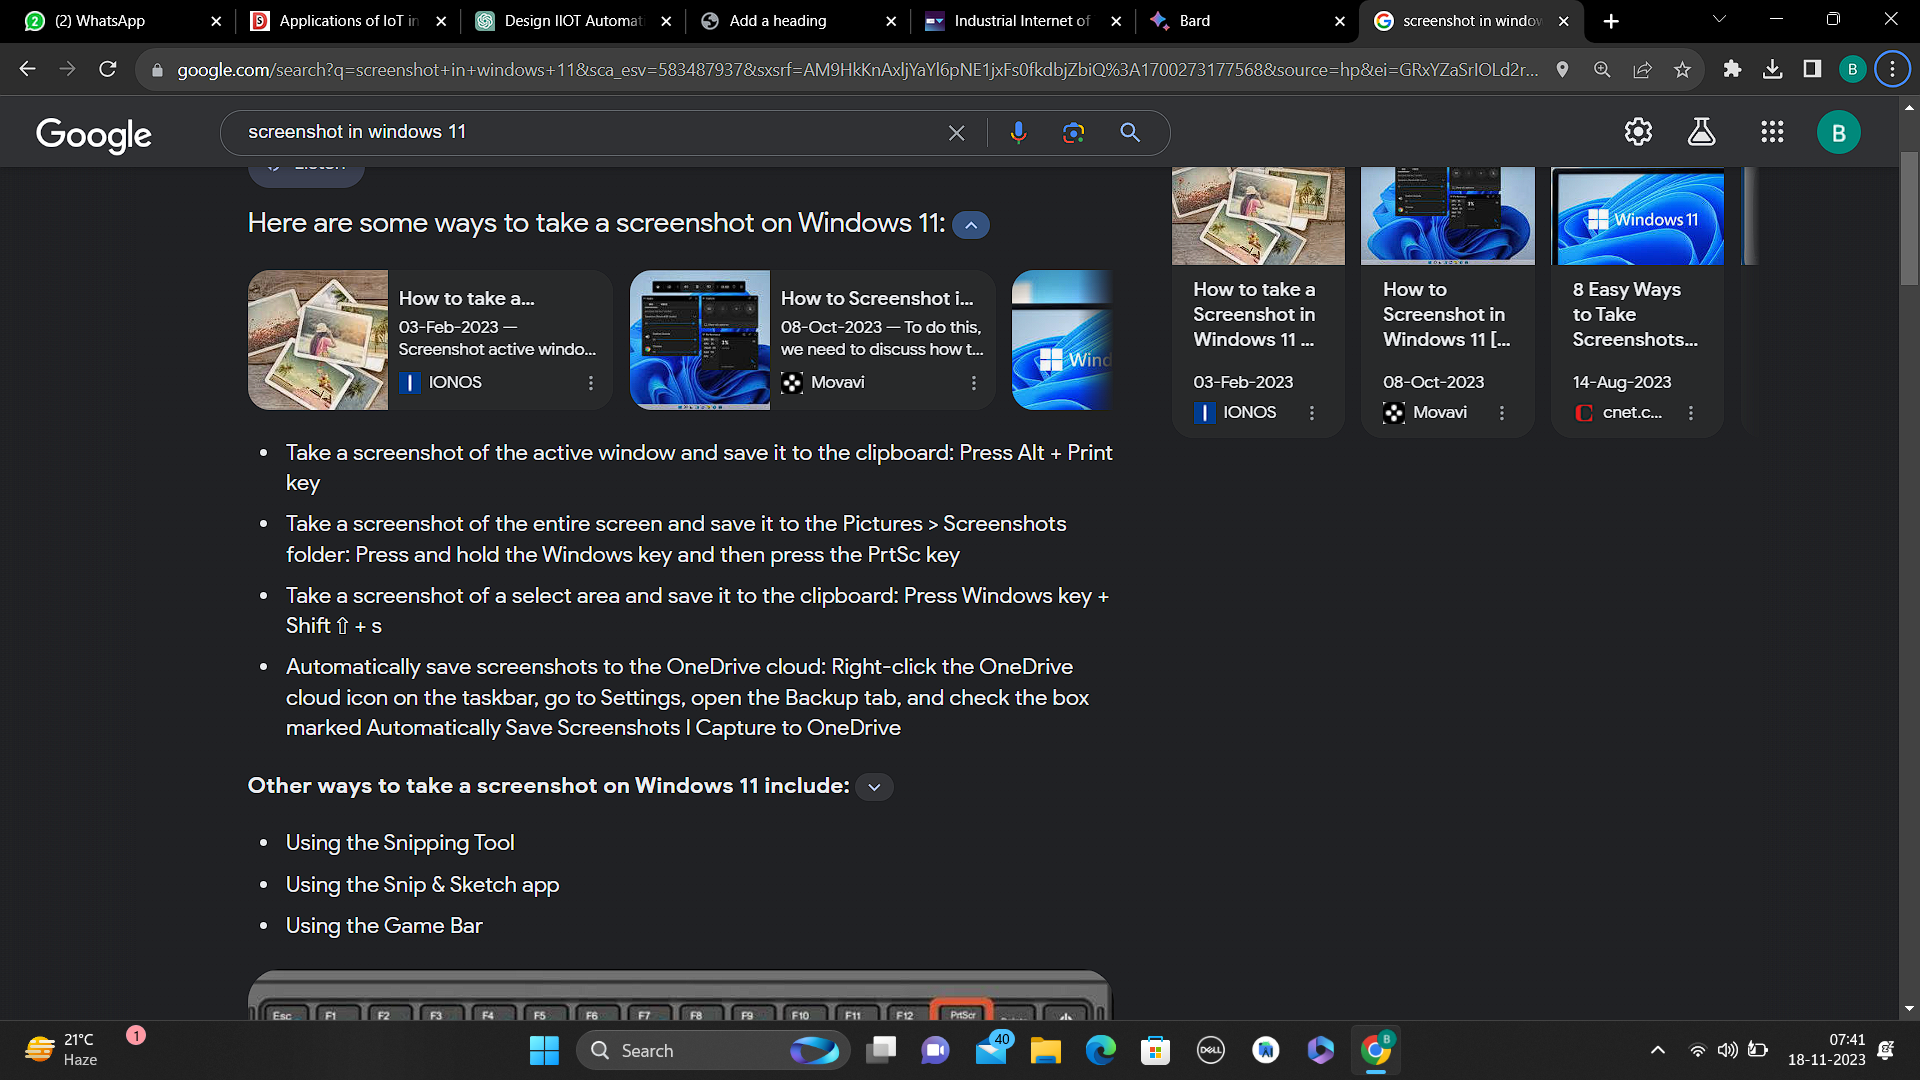 (2) WhatsApp
Applications of IoT in
Design IIOT Automat
Add a heading
Industrial Internet of
Bard
screenshot in window
google.com/search?q=screenshot+in+windows+11&sca_esv=583487937&sxsrf=AM9HkKnAxljYaYl6pNE1jxFs0fkdbjZbiQ%3A1700273177568&source=hp&ei=GRxYZaSrIOLd2r...
B
Google
screenshot in windows 11
B
Listen
Here are some ways to take a screenshot on Windows 11:
How to take a...
03-Feb-2023 —
Screenshot active windo...
IONOS
How to Screenshot i...
08-Oct-2023 — To do this,
we need to discuss how t...
Movavi
Wind
Windows 11
How to take a
Screenshot in
Windows 11 ...
03-Feb-2023
IONOS
How to
Screenshot in
Windows 11 [...
08-Oct-2023
Movavi
8 Easy Ways
to Take
Screenshots...
14-Aug-2023
cnet.c...
• Take a screenshot of the active window and save it to the clipboard: Press Alt + Print
key
• Take a screenshot of the entire screen and save it to the Pictures > Screenshots
folder: Press and hold the Windows key and then press the PrtSc key
• Take a screenshot of a select area and save it to the clipboard: Press Windows key +
Shift ⇧ + s
• Automatically save screenshots to the OneDrive cloud: Right-click the OneDrive
cloud icon on the taskbar, go to Settings, open the Backup tab, and check the box
marked Automatically Save Screenshots I Capture to OneDrive
Other ways to take a screenshot on Windows 11 include:
• Using the Snipping Tool
• Using the Snip & Sketch app
• Using the Game Bar
Esc F1 F2 F3 F4 F5 F6 F7 F8 F9 F10 F11 F12 PrtScr
21°C
Haze
1
Search
40
DELL
B
07:41
18-11-2023